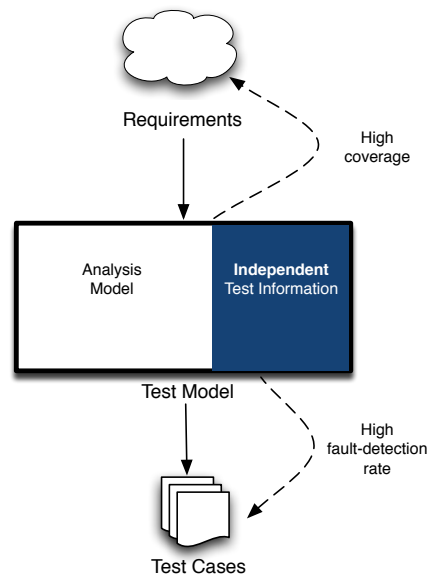 Requirements
High
coverage
Analysis
Model
Independent
Test Information
Test Model
High
fault-detection
rate
Test Cases